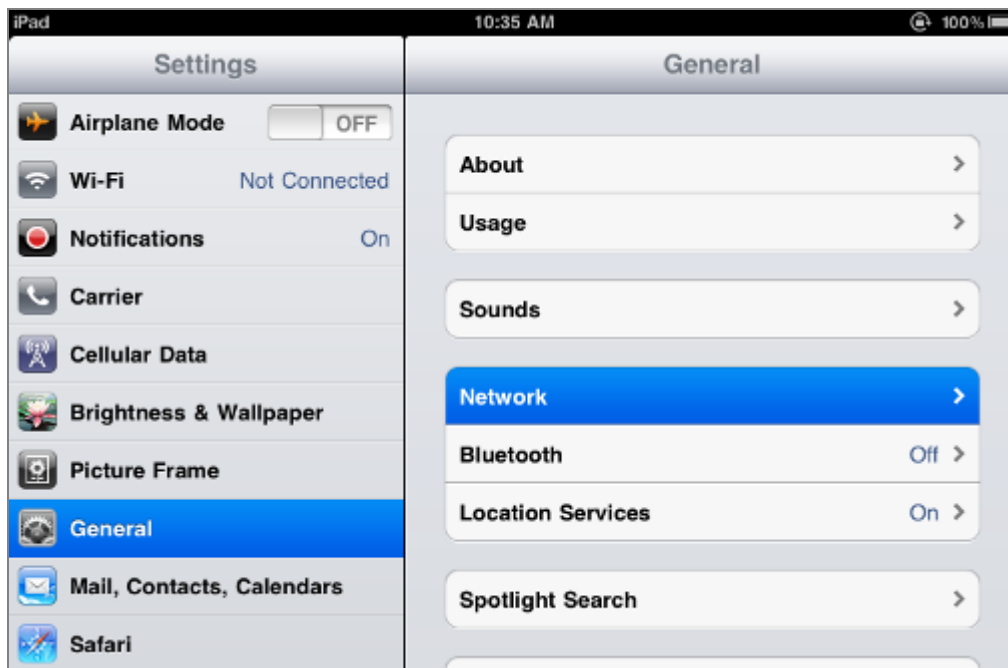 iPad 10:35 AM 100%
Settings
Airplane Mode OFF
Wi-Fi Not Connected
Notifications On
Carrier
Cellular Data
Brightness & Wallpaper
Picture Frame
General
Mail, Contacts, Calendars
Safari
General
About
Usage
Sounds
Network
Bluetooth Off
Location Services On
Spotlight Search